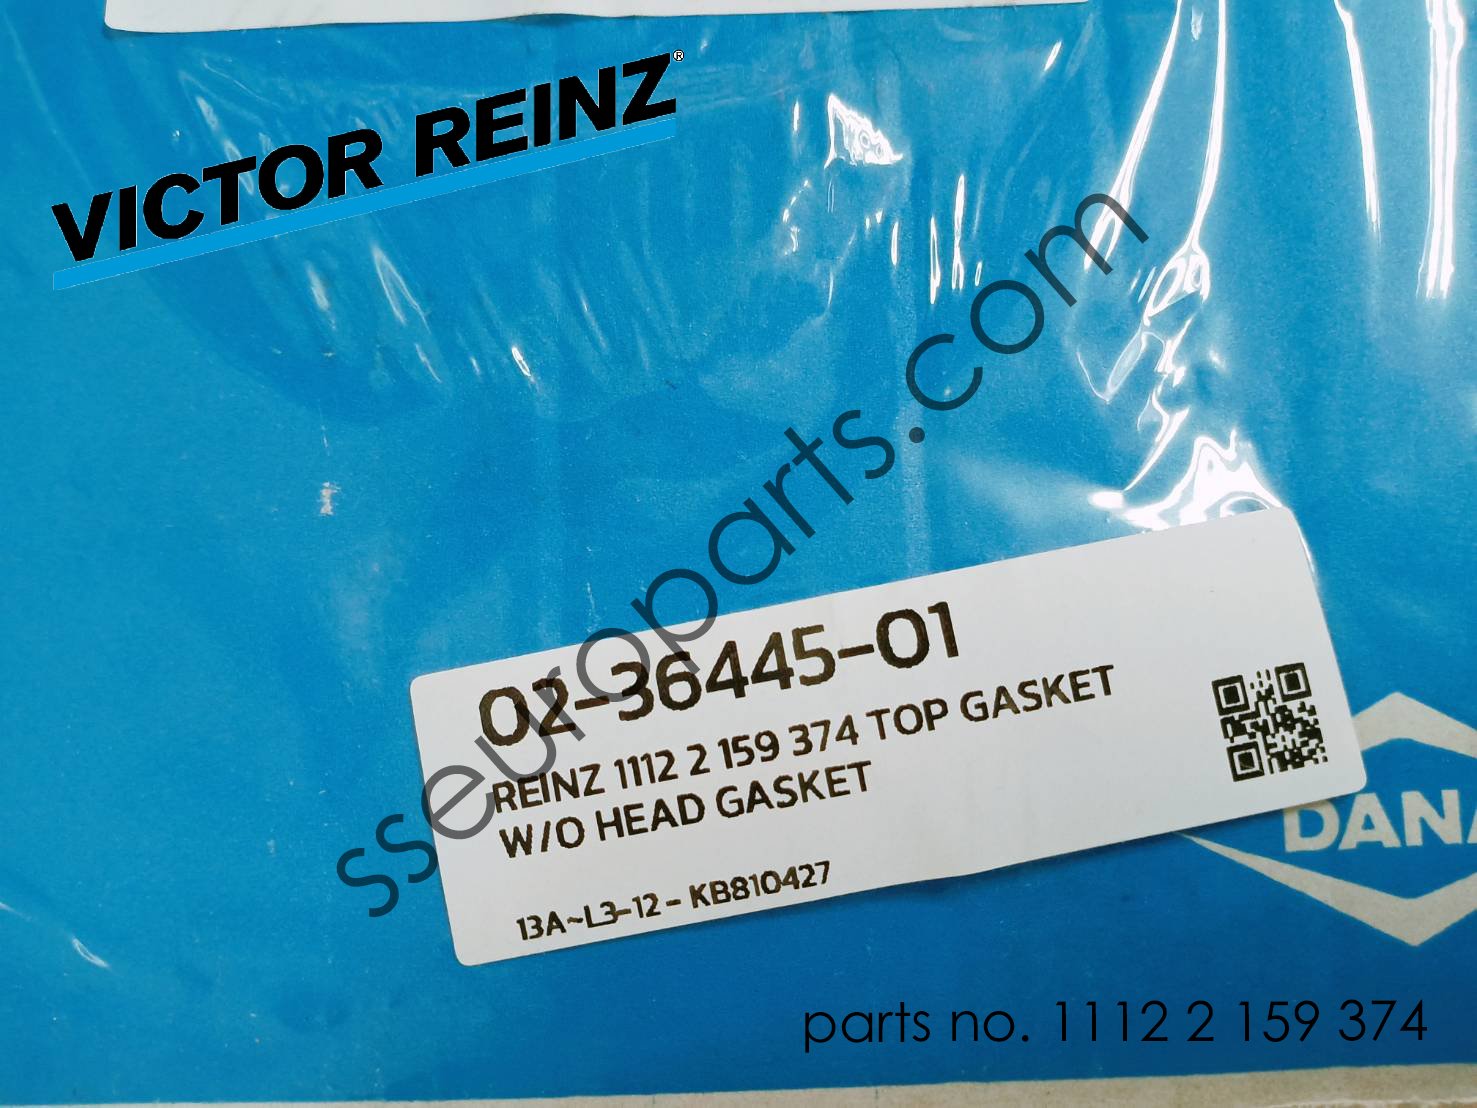 VICTOR REINZ®
sseuroparts.com
02-36445-01
REINZ 1112 2 159 374 TOP GASKET
W/O HEAD GASKET
13A~L3-12-KB810427
DANA
parts no. 1112 2 159 374